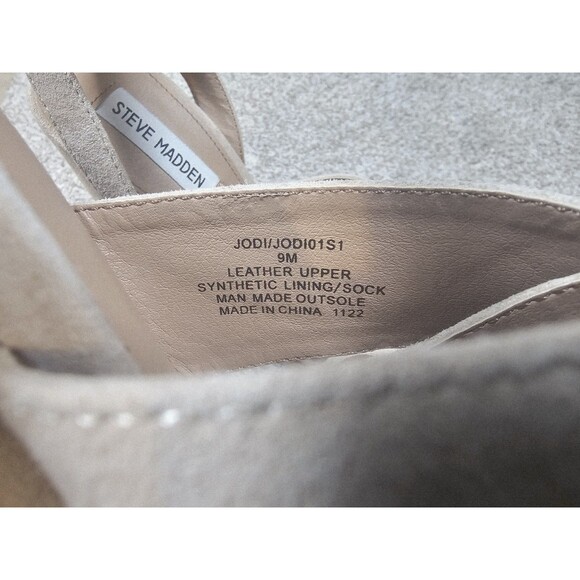 STEVE MADDEN
JODI/JODI01S1
9M
LEATHER UPPER
SYNTHETIC LINING/SOCK
MAN MADE OUTSOLE
MADE IN CHINA 1122